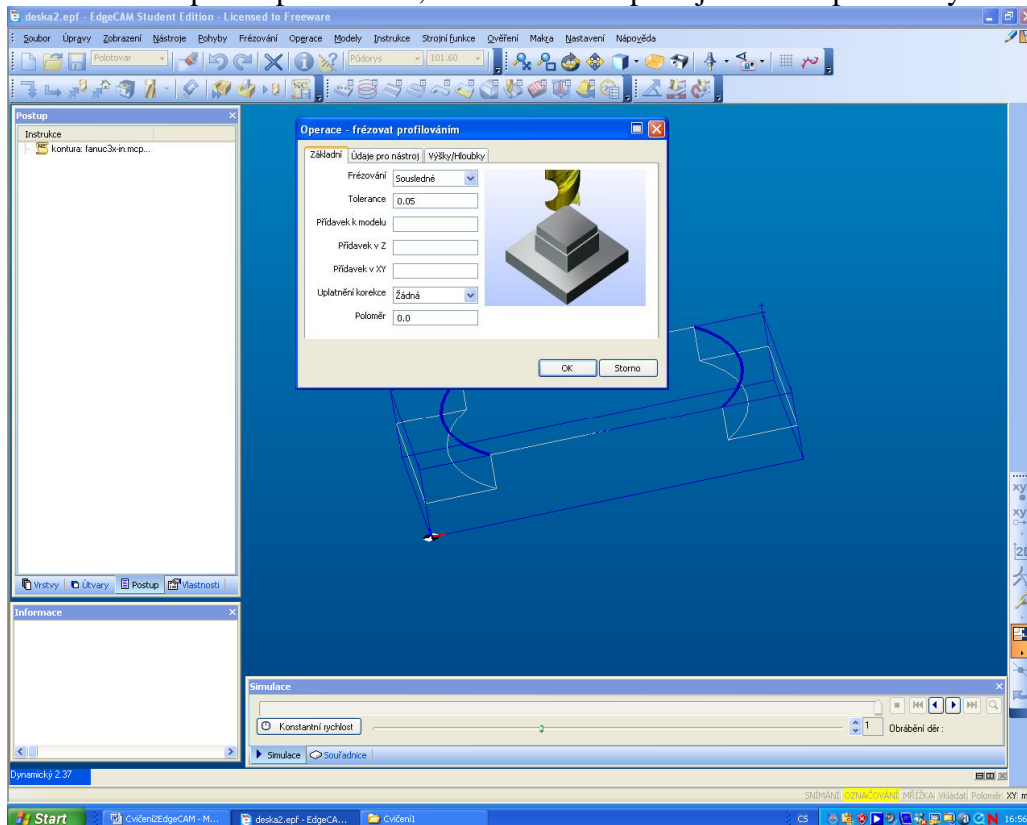 deska2.epf - EdgeCAM Student Edition - Licensed to Freeware
Soubor Úpravy Zobrazení Nástroje Pohyby Frézování Operace Modely Instrukce Strojní funkce Ověření Makra Nastavení Nápověda
Polotovar Půdorys 101.60
Postup
Instrukce
kontura: fanuc3x-in.mcp...
Operace - frézovat profilováním
Základní Údaje pro nástroj Výšky/Hloubky
Frézování Sousledné
Tolerance 0.05
Přídavek k modelu
Přídavek v Z
Přídavek v XY
Uplatnění korekce Žádná
Poloměr 0.0
OK Storno
Vrstvy Útvary Postup Vlastnosti
Informace
Simulace
Konstantní rychlost 1 Obrábění děr :
Simulace Souřadnice
Dynamický 2.37
SNÍMÁNÍ OZNAČOVÁNÍ MŘÍŽKA Vkládat Poloměr XY
Start Cvičení2EdgeCAM - M... deska2.epf - EdgeCA... Cvičení1 CS 16:56